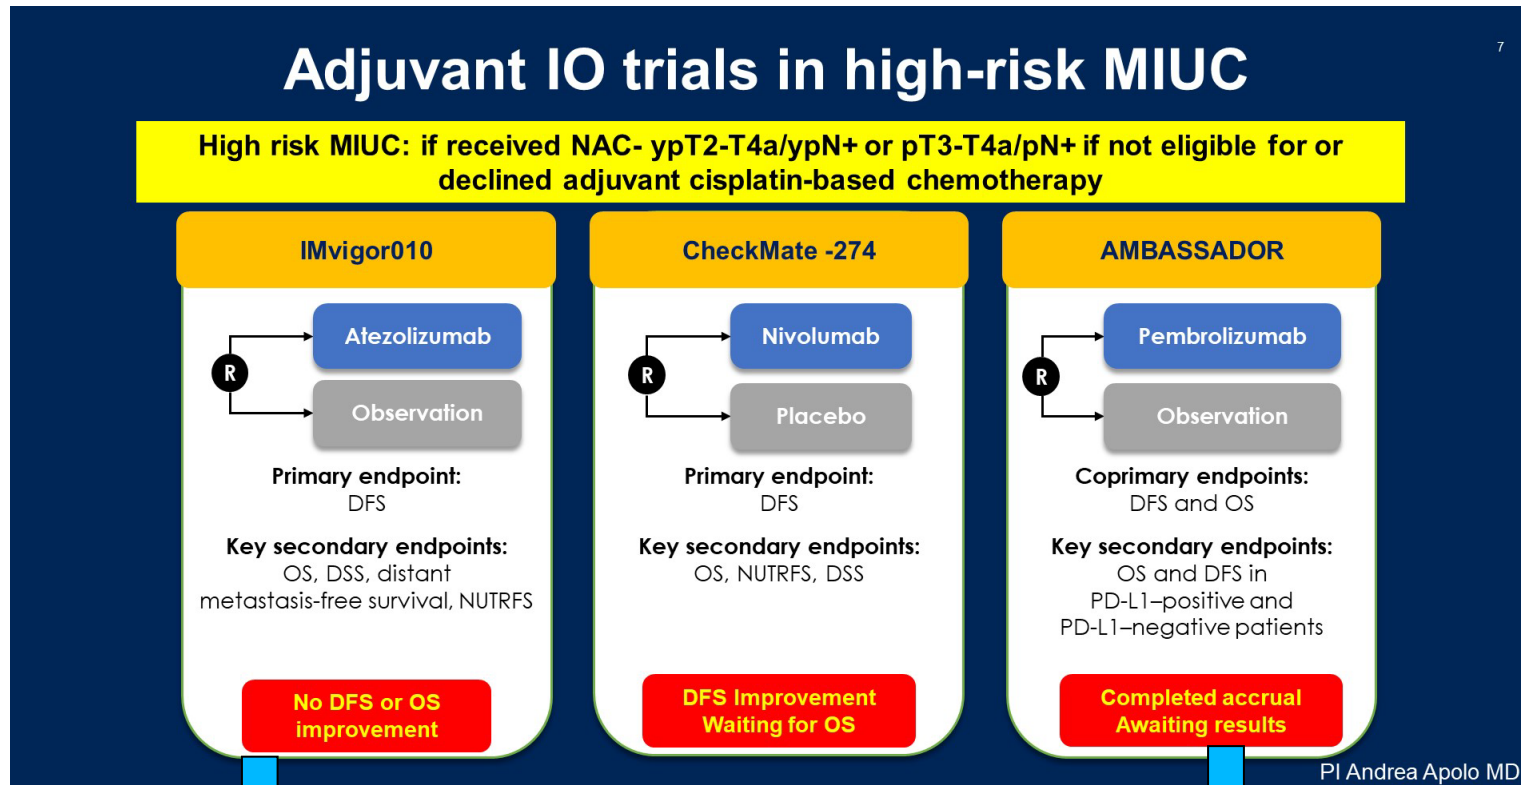 Adjuvant IO trials in high-risk MIUC
7
High risk MIUC: if received NAC- ypT2-T4a/ypN+ or pT3-T4a/pN+ if not eligible for or
declined adjuvant cisplatin-based chemotherapy
IMvigor010
R
Atezolizumab
Observation
Primary endpoint:
DFS
Key secondary endpoints:
OS, DSS, distant
metastasis-free survival, NUTRFS
No DFS or OS
improvement
CheckMate -274
R
Nivolumab
Placebo
Primary endpoint:
DFS
Key secondary endpoints:
OS, NUTRFS, DSS
DFS Improvement
Waiting for OS
AMBASSADOR
R
Pembrolizumab
Observation
Coprimary endpoints:
DFS and OS
Key secondary endpoints:
OS and DFS in
PD-L1–positive and
PD-L1–negative patients
Completed accrual
Awaiting results
PI Andrea Apolo MD